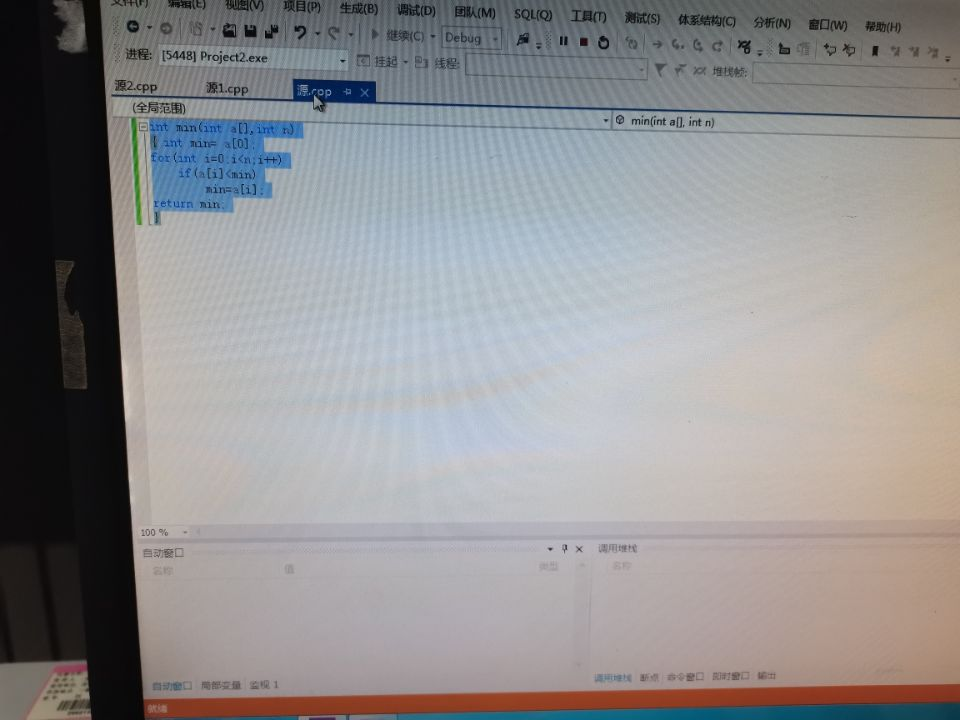 文件(F) 编辑(E) 视图(V) 项目(P) 生成(B) 调试(D) 团队(M) SQL(Q) 工具(T) 测试(S) 体系结构(C) 分析(N) 窗口(W) 帮助(H)
继续(C) Debug
进程: [5448] Project2.exe 挂起 线程: 堆栈帧:
源2.cpp 源1.cpp 源.cpp
(全局范围) min(int a[], int n)
int min(int a[],int n)
{ int min= a[0];
for(int i=0;i<n;i++)
if(a[i]<min)
min=a[i];
return min;
}
100 %
自动窗口 调用堆栈
名称 值 类型 名称
自动窗口 局部变量 监视 1 调用堆栈 断点 命令窗口 即时窗口 输出
就绪